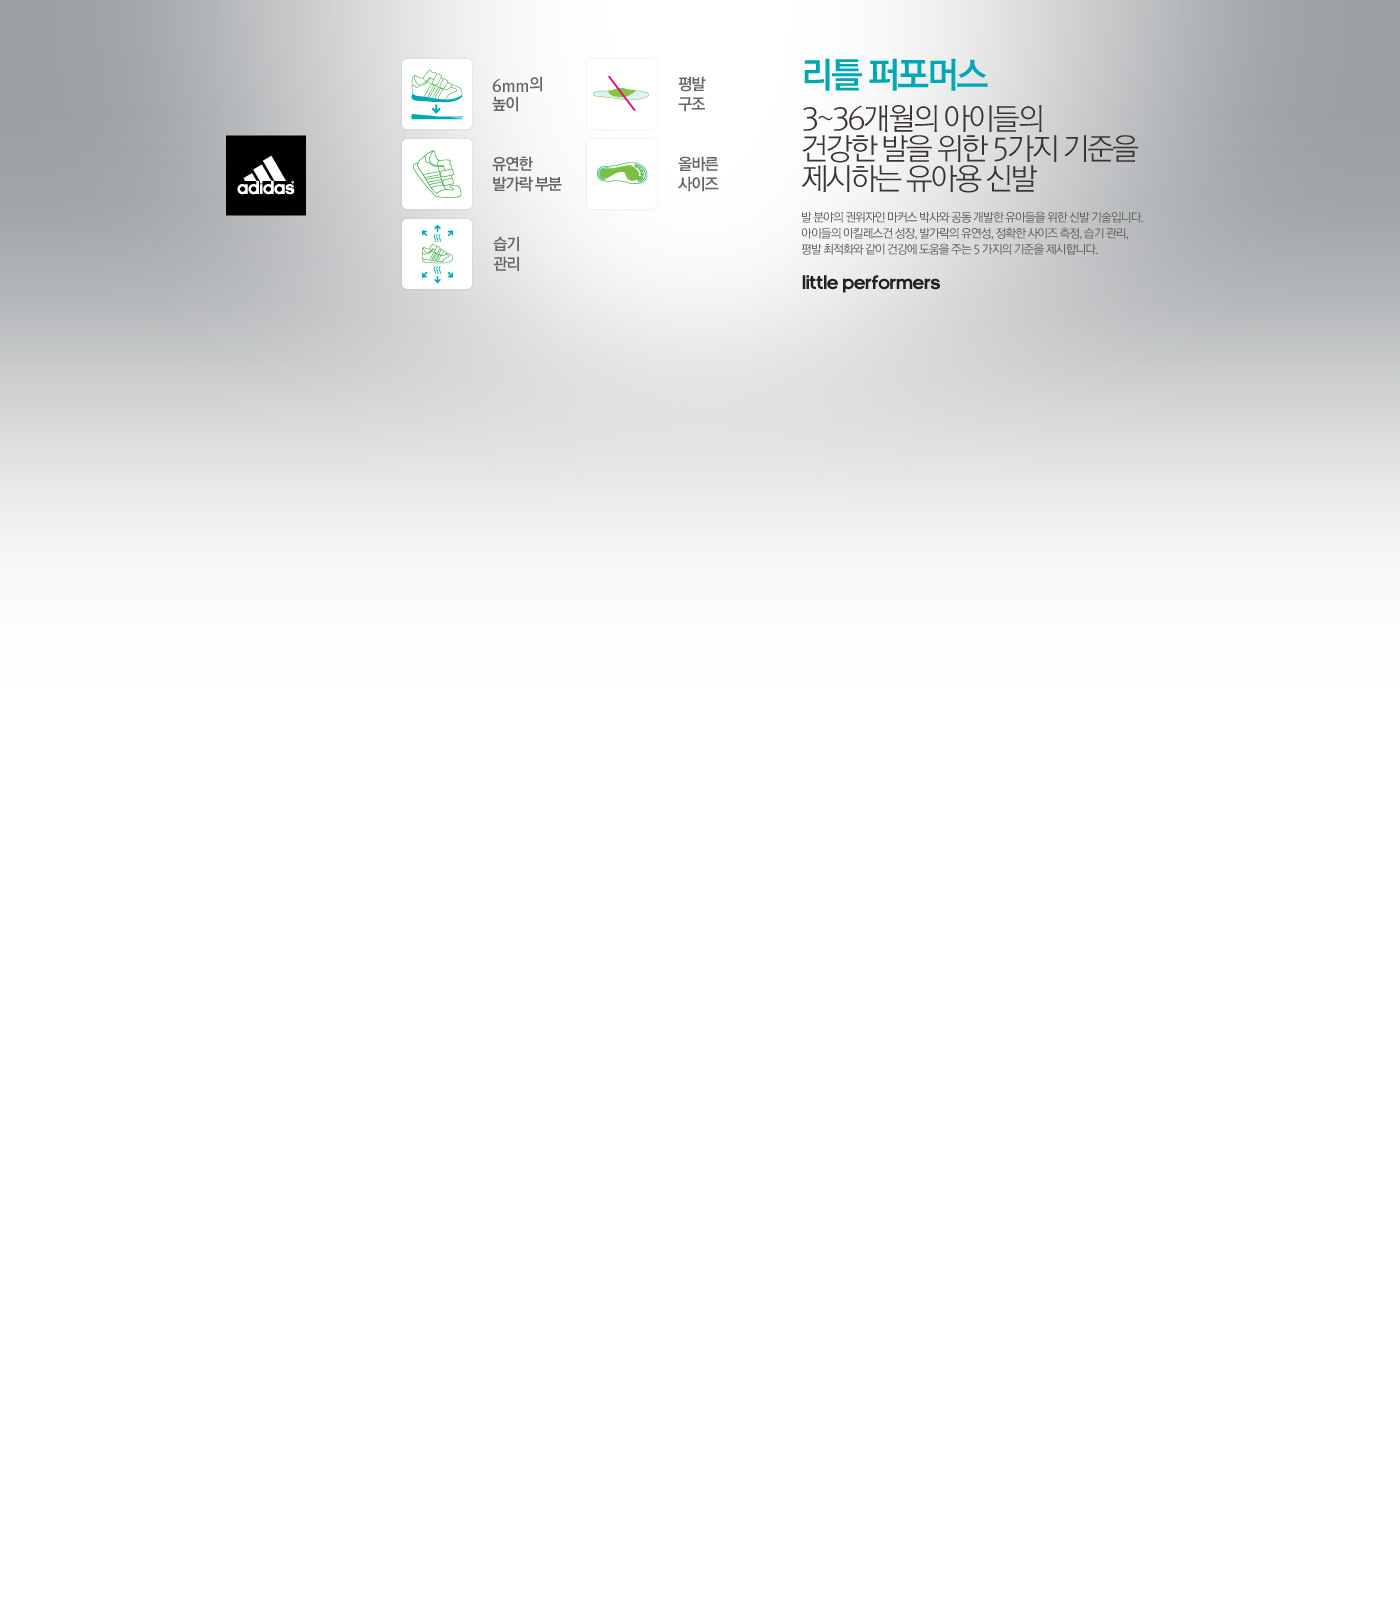 adidas
6mm의
높이
평발
구조
유연한
발가락 부분
올바른
사이즈
습기
관리
리틀 퍼포머스
3~36개월의 아이들의
건강한 발을 위한 5가지 기준을
제시하는 유아용 신발
발 분야의 권위자인 마커스 박사와 공동 개발한 유아들을 위한 신발 기술입니다.
아이들의 아킬레스건 성장, 발가락의 유연성, 정확한 사이즈 측정, 습기 관리,
평발 최적화와 같이 건강에 도움을 주는 5 가지의 기준을 제시합니다.
little performers